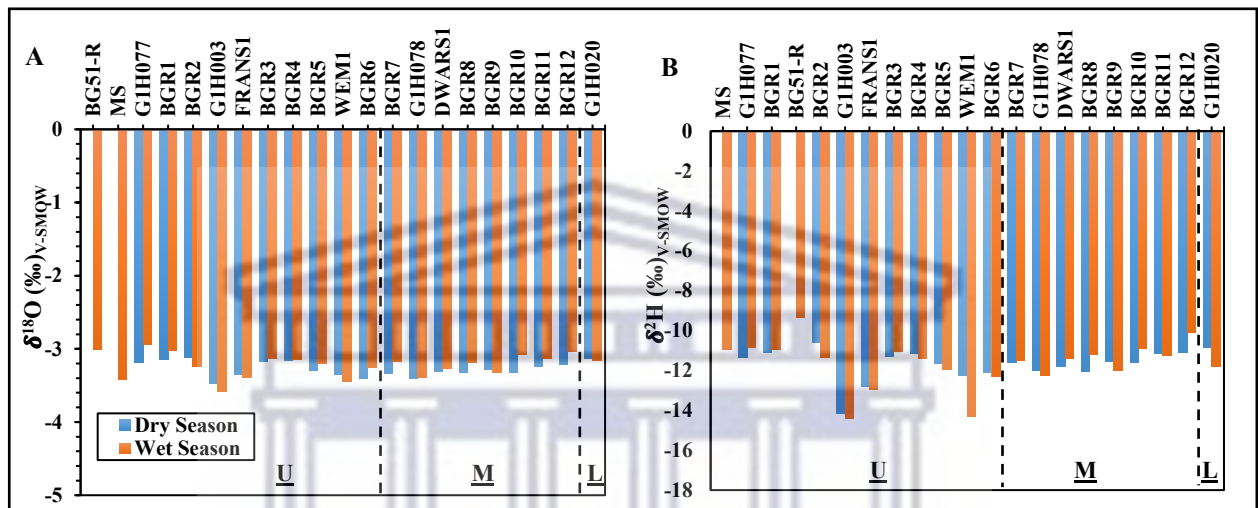 A
BG51-R
MS
G1H077
BGR1
BGR2
G1H003
FRANS1
BGR3
BGR4
BGR5
WEM1
BGR6
BGR7
G1H078
DWARS1
BGR8
BGR9
BGR10
BGR11
BGR12
G1H020
0
-1
-2
-3
-4
-5
δ¹⁸O (‰)V-SMOW
Dry Season
Wet Season
U
M
L
B
MS
G1H077
BGR1
BG51-R
BGR2
G1H003
FRANS1
BGR3
BGR4
BGR5
WEM1
BGR6
BGR7
G1H078
DWARS1
BGR8
BGR9
BGR10
BGR11
BGR12
G1H020
0
-2
-4
-6
-8
-10
-12
-14
-16
-18
δ²H (‰)V-SMOW
U
M
L